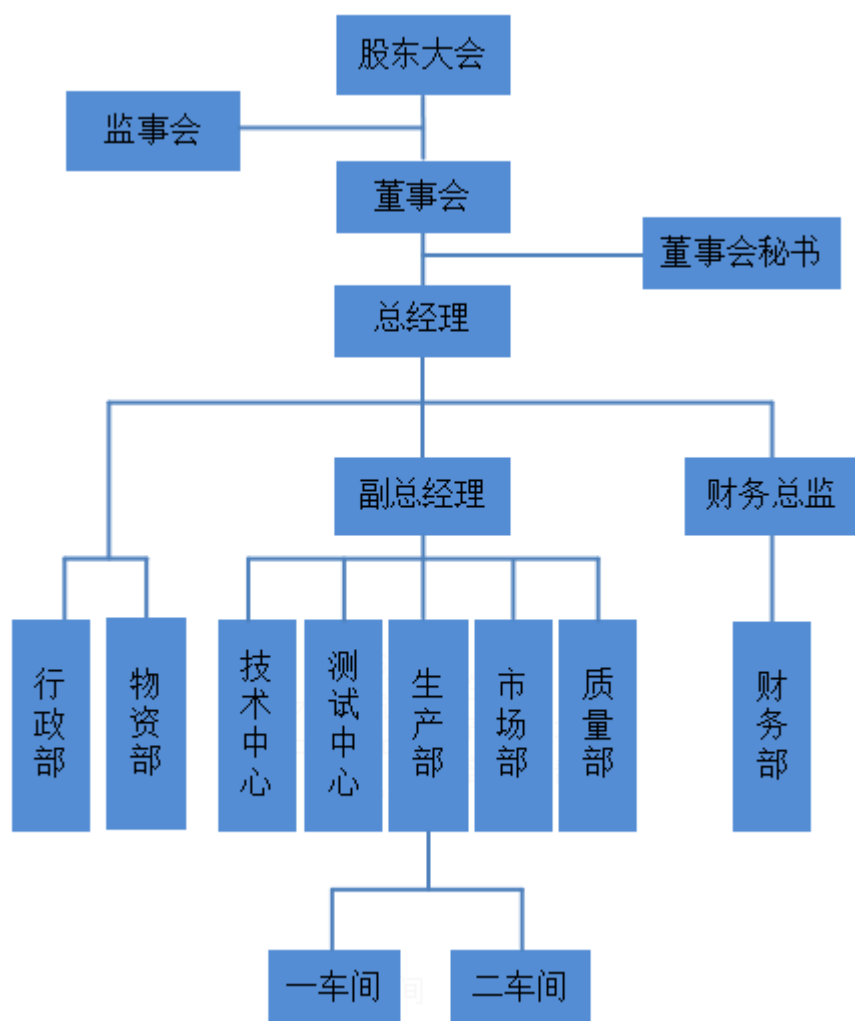 股东大会
监事会
董事会
董事会秘书
总经理
副总经理
财务总监
行政部
物资部
技术中心
测试中心
生产部
市场部
质量部
财务部
一车间
二车间